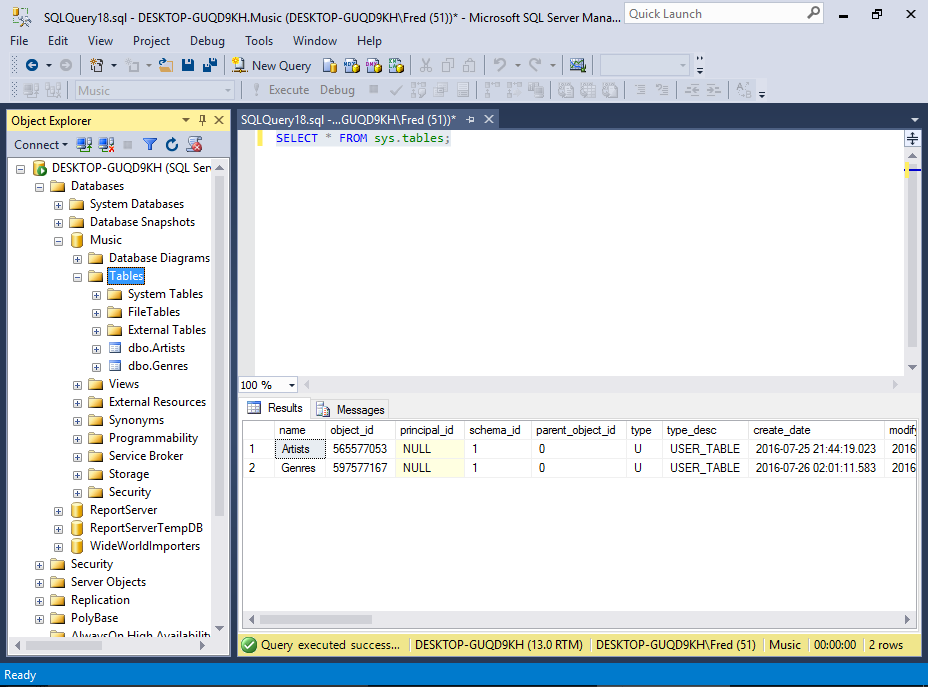 SQLQuery18.sql - DESKTOP-GUQD9KH.Music (DESKTOP-GUQD9KH\Fred (51))* - Microsoft SQL Server Mana...
Quick Launch
File Edit View Project Debug Tools Window Help
New Query
Music
Execute Debug
Object Explorer
SQLQuery18.sql -...GUQD9KH\Fred (51))*
Connect
SELECT * FROM sys.tables;
DESKTOP-GUQD9KH (SQL Ser
Databases
System Databases
Database Snapshots
Music
Database Diagrams
Tables
System Tables
FileTables
External Tables
dbo.Artists
dbo.Genres
Views
External Resources
Synonyms
Programmability
Service Broker
Storage
Security
ReportServer
ReportServerTempDB
WideWorldImporters
Security
Server Objects
Replication
PolyBase
AlwaysOn High Availabilit
100 %
Results Messages
name object_id principal_id schema_id parent_object_id type type_desc create_date modify
1 Artists 565577053 NULL 1 0 U USER_TABLE 2016-07-25 21:44:19.023 2016
2 Genres 597577167 NULL 1 0 U USER_TABLE 2016-07-26 02:01:11.583 2016
Query executed success... DESKTOP-GUQD9KH (13.0 RTM) DESKTOP-GUQD9KH\Fred (51) Music 00:00:00 2 rows
Ready